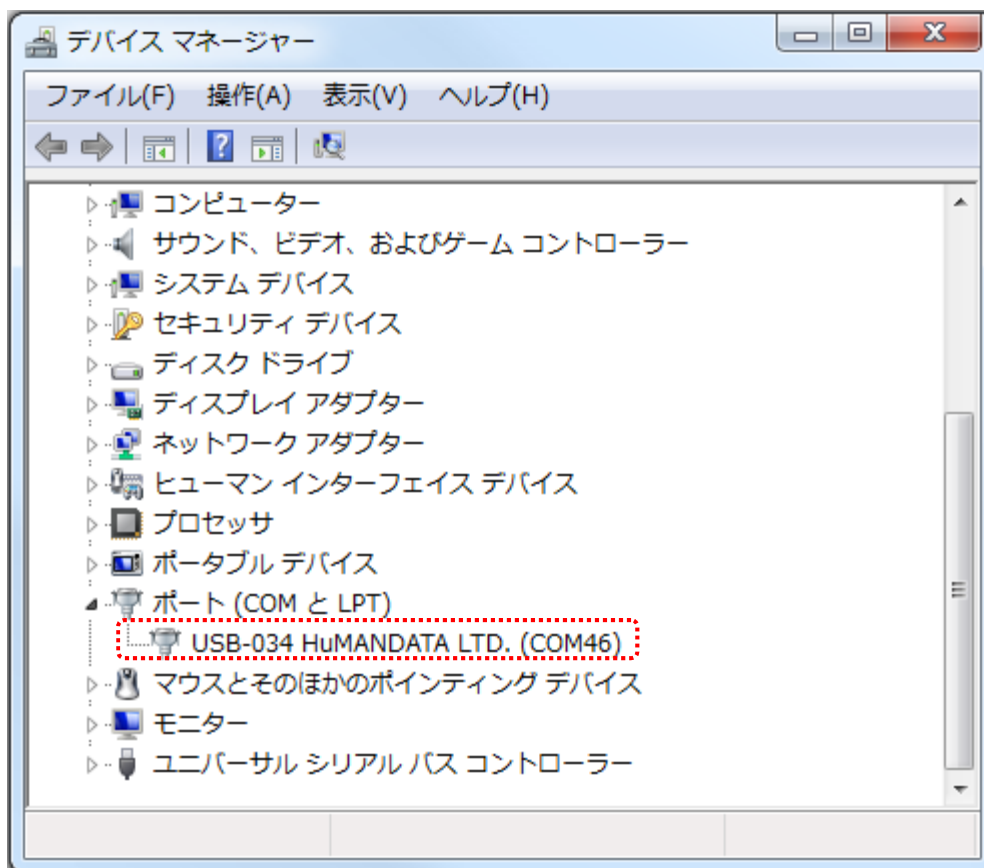 デバイス マネージャー
ファイル(F) 操作(A) 表示(V) ヘルプ(H)
コンピューター
サウンド、ビデオ、およびゲーム コントローラー
システム デバイス
セキュリティ デバイス
ディスク ドライブ
ディスプレイ アダプター
ネットワーク アダプター
ヒューマン インターフェイス デバイス
プロセッサ
ポータブル デバイス
ポート (COM と LPT)
USB-034 HuMANDATA LTD. (COM46)
マウスとそのほかのポインティング デバイス
モニター
ユニバーサル シリアル バス コントローラー